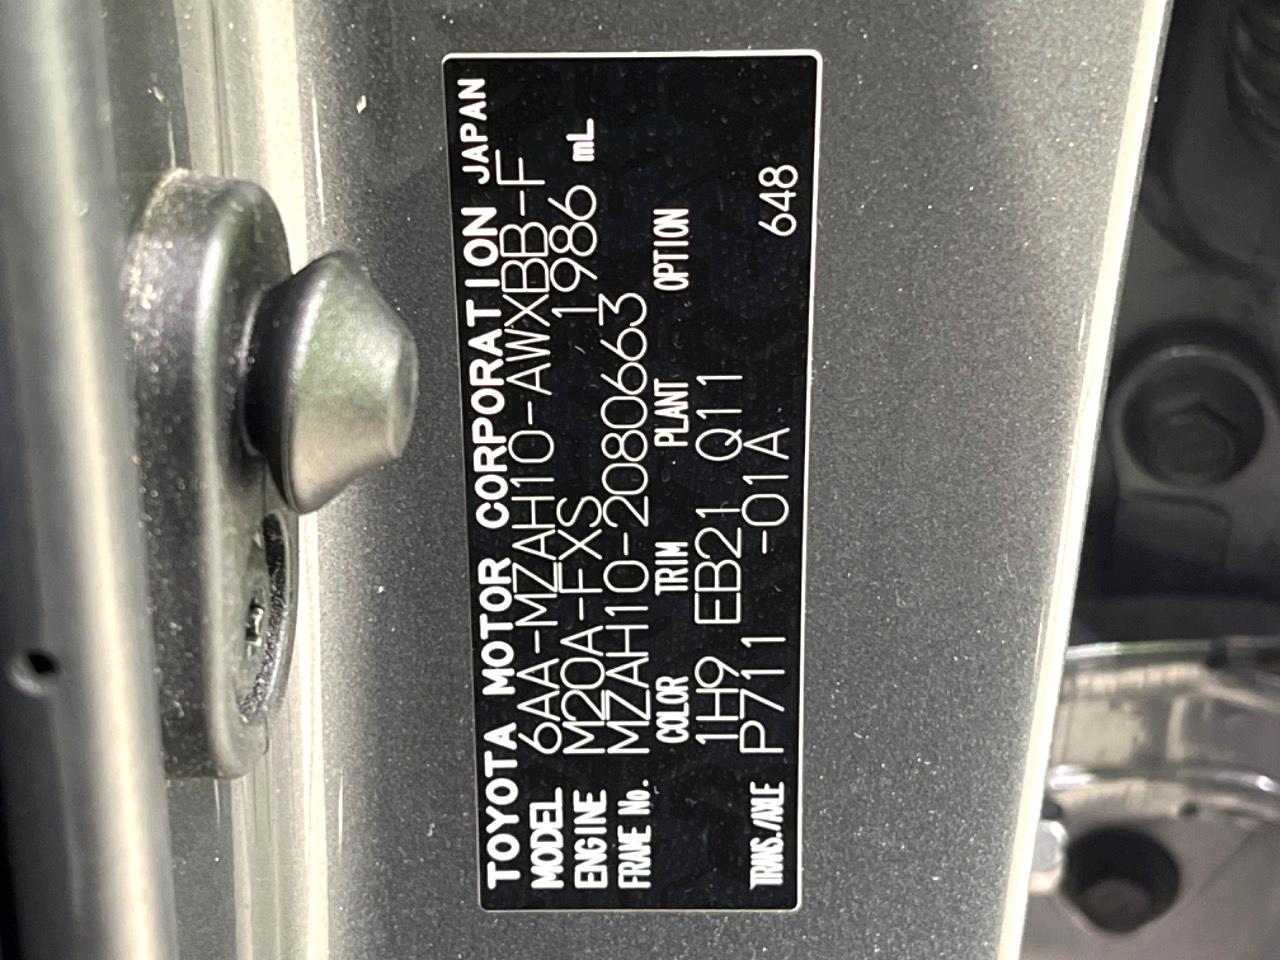 TOYOTA MOTOR CORPORATION JAPAN
MODEL 6AA-MZAH10-AWXBB-F
ENGINE M20A-FXS 1986 mL
FRAME No. MZAH10-2080663
COLOR TRIM PLANT OPTION
1H9 EB21 Q11
TRANS./AXLE P711 -01A 648